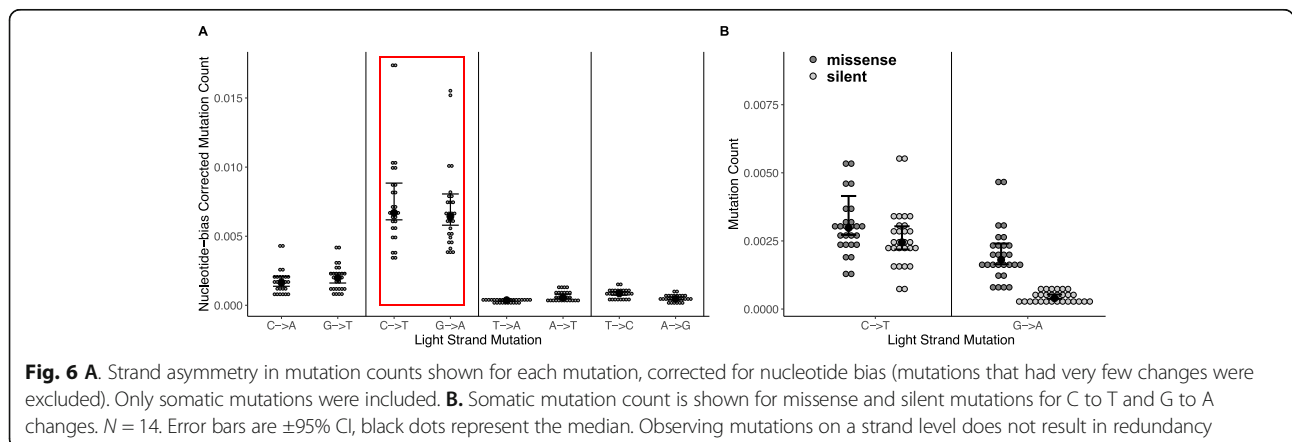 A
B
Nucleotide−bias Corrected Mutation Count
0.015
0.010
0.005
0.000
C−>A G−>T C−>T G−>A T−>A A−>T T−>C A−>G
Light Strand Mutation
missense
silent
Mutation Count
0.0075
0.0050
0.0025
0.0000
C−>T G−>A
Light Strand Mutation
Fig. 6 A. Strand asymmetry in mutation counts shown for each mutation, corrected for nucleotide bias (mutations that had very few changes were
excluded). Only somatic mutations were included. B. Somatic mutation count is shown for missense and silent mutations for C to T and G to A
changes. N = 14. Error bars are ±95% CI, black dots represent the median. Observing mutations on a strand level does not result in redundancy